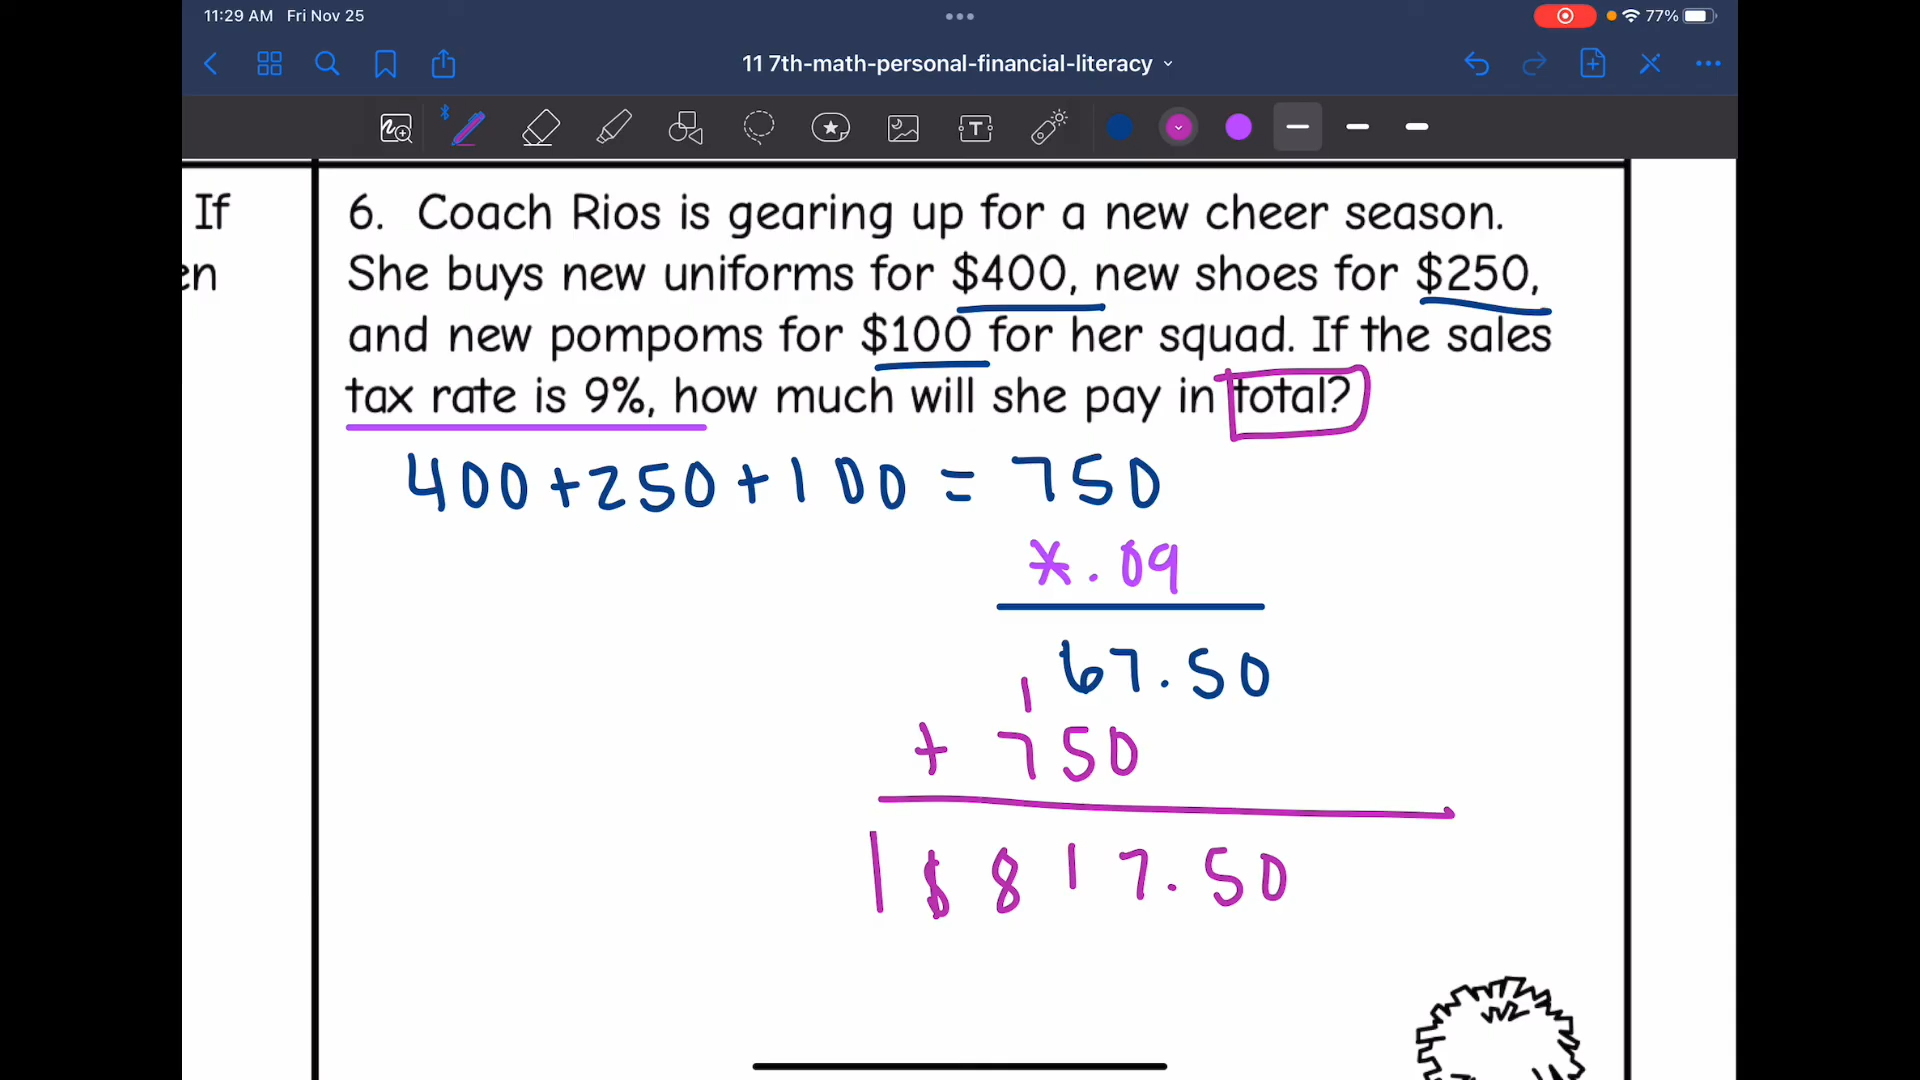 11:29 AM Fri Nov 25
77%
11 7th-math-personal-financial-literacy
T
If
en
6. Coach Rios is gearing up for a new cheer season.
She buys new uniforms for $400, new shoes for $250,
and new pompoms for $100 for her squad. If the sales
tax rate is 9%, how much will she pay in total?
400+250+100 = 750
*.09
67.50
1
+ 750
$817.50